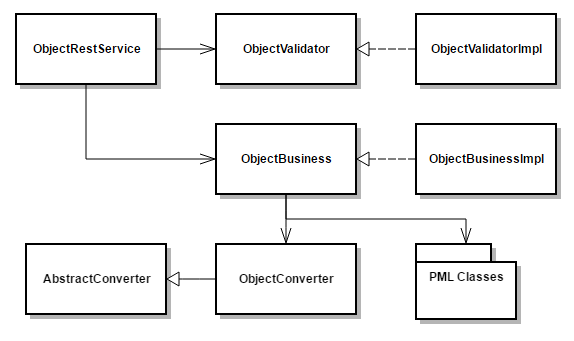 ObjectRestService
ObjectValidator
ObjectValidatorImpl
ObjectBusiness
ObjectBusinessImpl
AbstractConverter
ObjectConverter
PML Classes